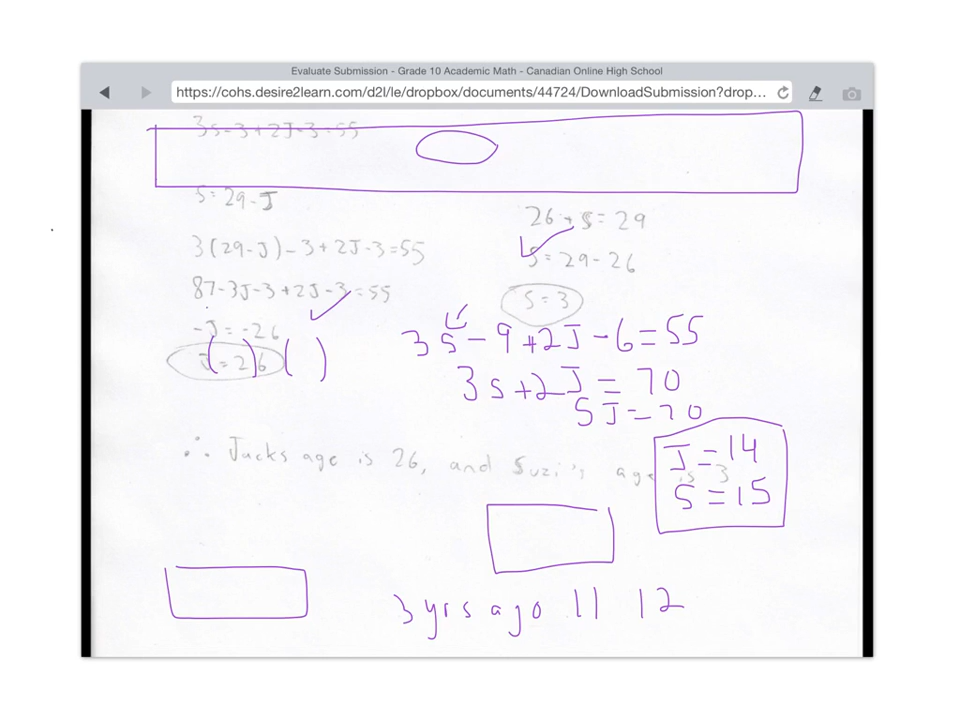 Evaluate Submission - Grade 10 Academic Math - Canadian Online High School
https://cohs.desire2learn.com/d2l/le/dropbox/documents/44724/DownloadSubmission?drop...
3s-3+2J-3=55
S=29-J
26+S=29
3(29-J)-3+2J-3=55
S=29-26
87-3J-3+2J-3=55
S=3
-J=-26
3S-9+2J-6=55
J=26
( ) ( )
3S+2J=70
5J=70
J=14
∴ Jacks age is 26, and Suzi's age is 3
S=15
3 yrs ago 11 12